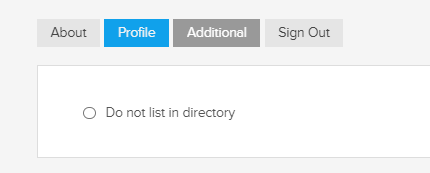 About Profile Additional Sign Out
Do not list in directory